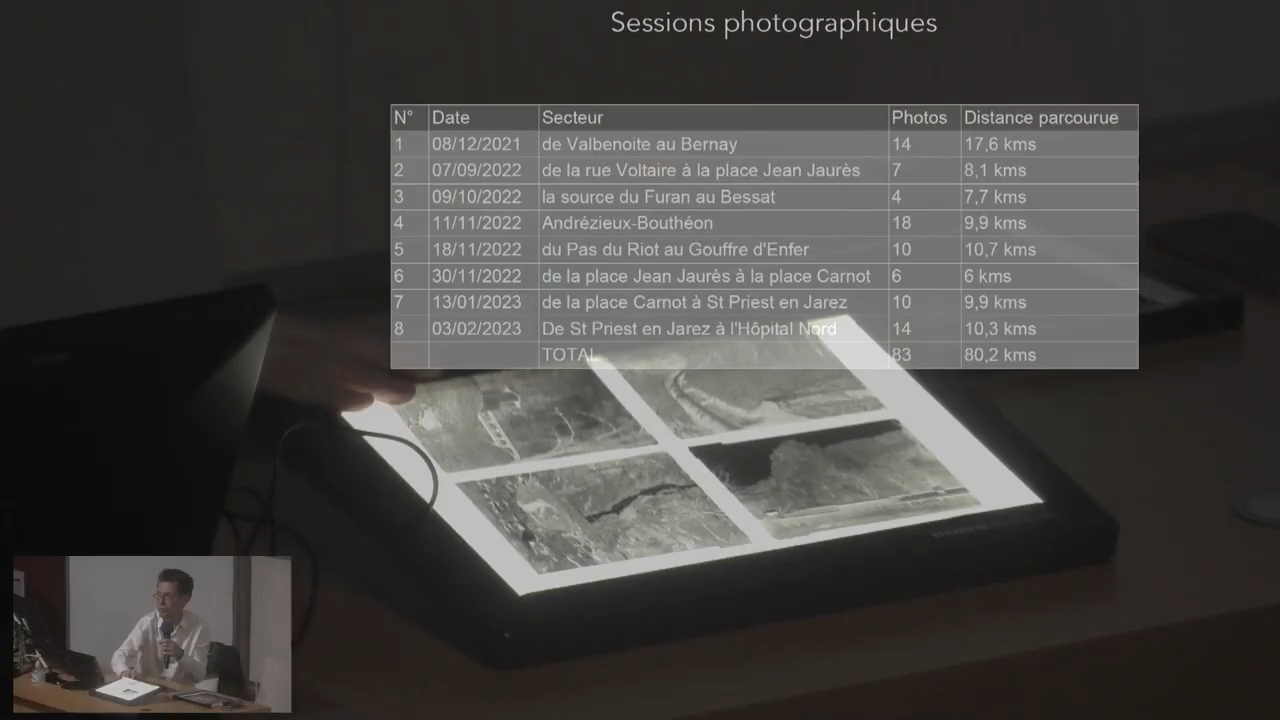 Sessions photographiques
N° Date Secteur Photos Distance parcourue
1 08/12/2021 de Valbenoite au Bernay 14 17,6 kms
2 07/09/2022 de la rue Voltaire à la place Jean Jaurès 7 8,1 kms
3 09/10/2022 la source du Furan au Bessat 4 7,7 kms
4 11/11/2022 Andrézieux-Bouthéon 18 9,9 kms
5 18/11/2022 du Pas du Riot au Gouffre d'Enfer 10 10,7 kms
6 30/11/2022 de la place Jean Jaurès à la place Carnot 6 6 kms
7 13/01/2023 de la place Carnot à St Priest en Jarez 10 9,9 kms
8 03/02/2023 De St Priest en Jarez à l'Hôpital Nord 14 10,3 kms
TOTAL 83 80,2 kms